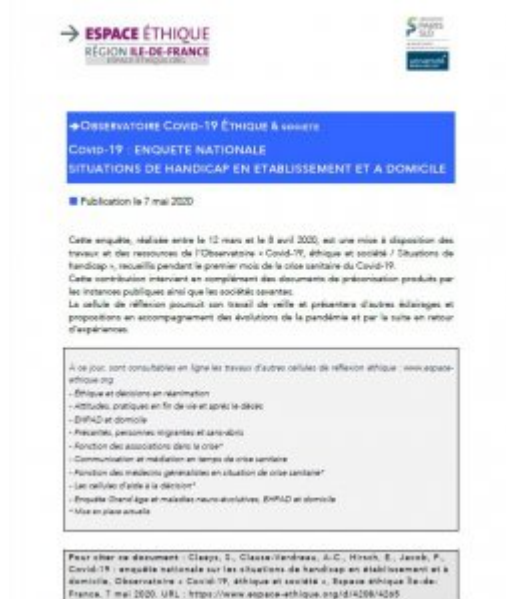 → ESPACE ÉTHIQUE
RÉGION ILE-DE-FRANCE
ESPACE-ETHIQUE.ORG
UNIVERSITÉ
PARIS
SUD
université
➔OBSERVATOIRE COVID-19 ÉTHIQUE & SOCIÉTÉ
COVID-19 : ENQUETE NATIONALE
SITUATIONS DE HANDICAP EN ETABLISSEMENT ET A DOMICILE
■ Publication le 7 mai 2020
Cette enquête, réalisée entre le 12 mars et le 8 avril 2020, est une mise à disposition des
travaux et des ressources de l'Observatoire « Covid-19, éthique et société / Situations de
handicap », recueillis pendant le premier mois de la crise sanitaire du Covid-19.
Cette contribution intervient en complément des documents de préconisation produits par
les instances publiques ainsi que les sociétés savantes.
La cellule de réflexion poursuit son travail de veille et présentera d'autres éclairages et
propositions en accompagnement des évolutions de la pandémie et par la suite en retour
d'expériences.
À ce jour, sont consultables en ligne les travaux d'autres cellules de réflexion éthique : www.espace-
ethique.org
- Éthique et décisions en réanimation
- Attitudes, pratiques en fin de vie et après le décès
- EHPAD et domicile
- Précarités, personnes migrantes et sans-abris
- Fonction des associations dans la crise*
- Communication et médiation en temps de crise sanitaire
- Fonction des médecins généralistes en situation de crise sanitaire*
- Les cellules d'aide à la décision*
- Enquête Grand âge et maladies neuro-évolutives, EHPAD et domicile
* Mise en place actuelle
Pour citer ce document : Claeys, S., Clausse-Verdreau, A.-C., Hirsch, E., Jacob, P.,
Covid-19 : enquête nationale sur les situations de handicap en établissement et à
domicile, Observatoire « Covid-19, éthique et société », Espace éthique Île-de-
France, 7 mai 2020. URL : https://www.espace-ethique.org/d/4208/4265